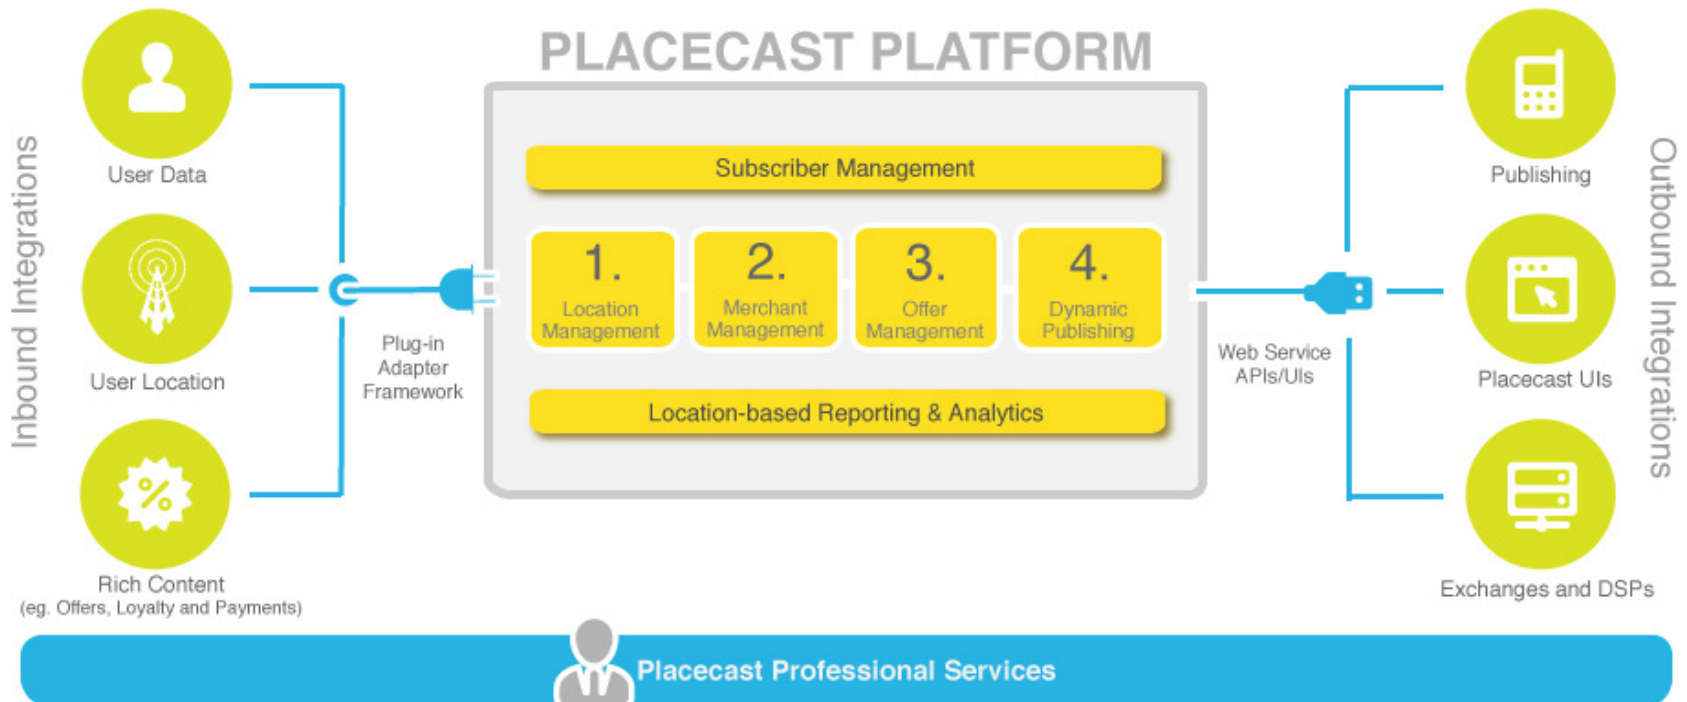 PLACECAST PLATFORM
Inbound Integrations
User Data
User Location
Rich Content
(eg. Offers, Loyalty and Payments)
Plug-in
Adapter
Framework
Subscriber Management
1.
Location
Management
2.
Merchant
Management
3.
Offer
Management
4.
Dynamic
Publishing
Location-based Reporting & Analytics
Web Service
APIs/UIs
Publishing
Placecast UIs
Exchanges and DSPs
Outbound Integrations
Placecast Professional Services